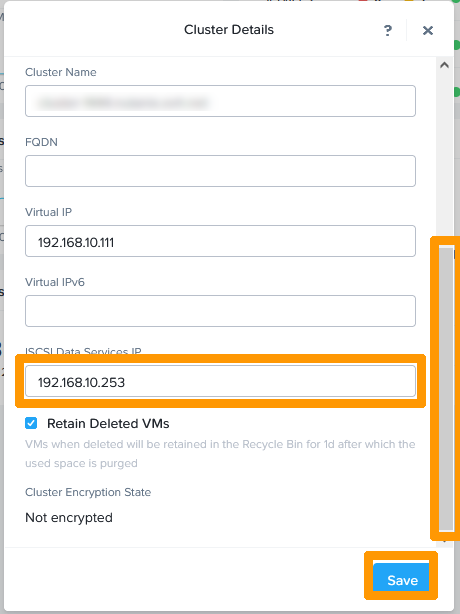 Cluster Details
?
Cluster Name
FQDN
Virtual IP
192.168.10.111
Virtual IPv6
ISCSI Data Services IP
192.168.10.253
Retain Deleted VMs
VMs when deleted will be retained in the Recycle Bin for 1d after which the
used space is purged
Cluster Encryption State
Not encrypted
Save